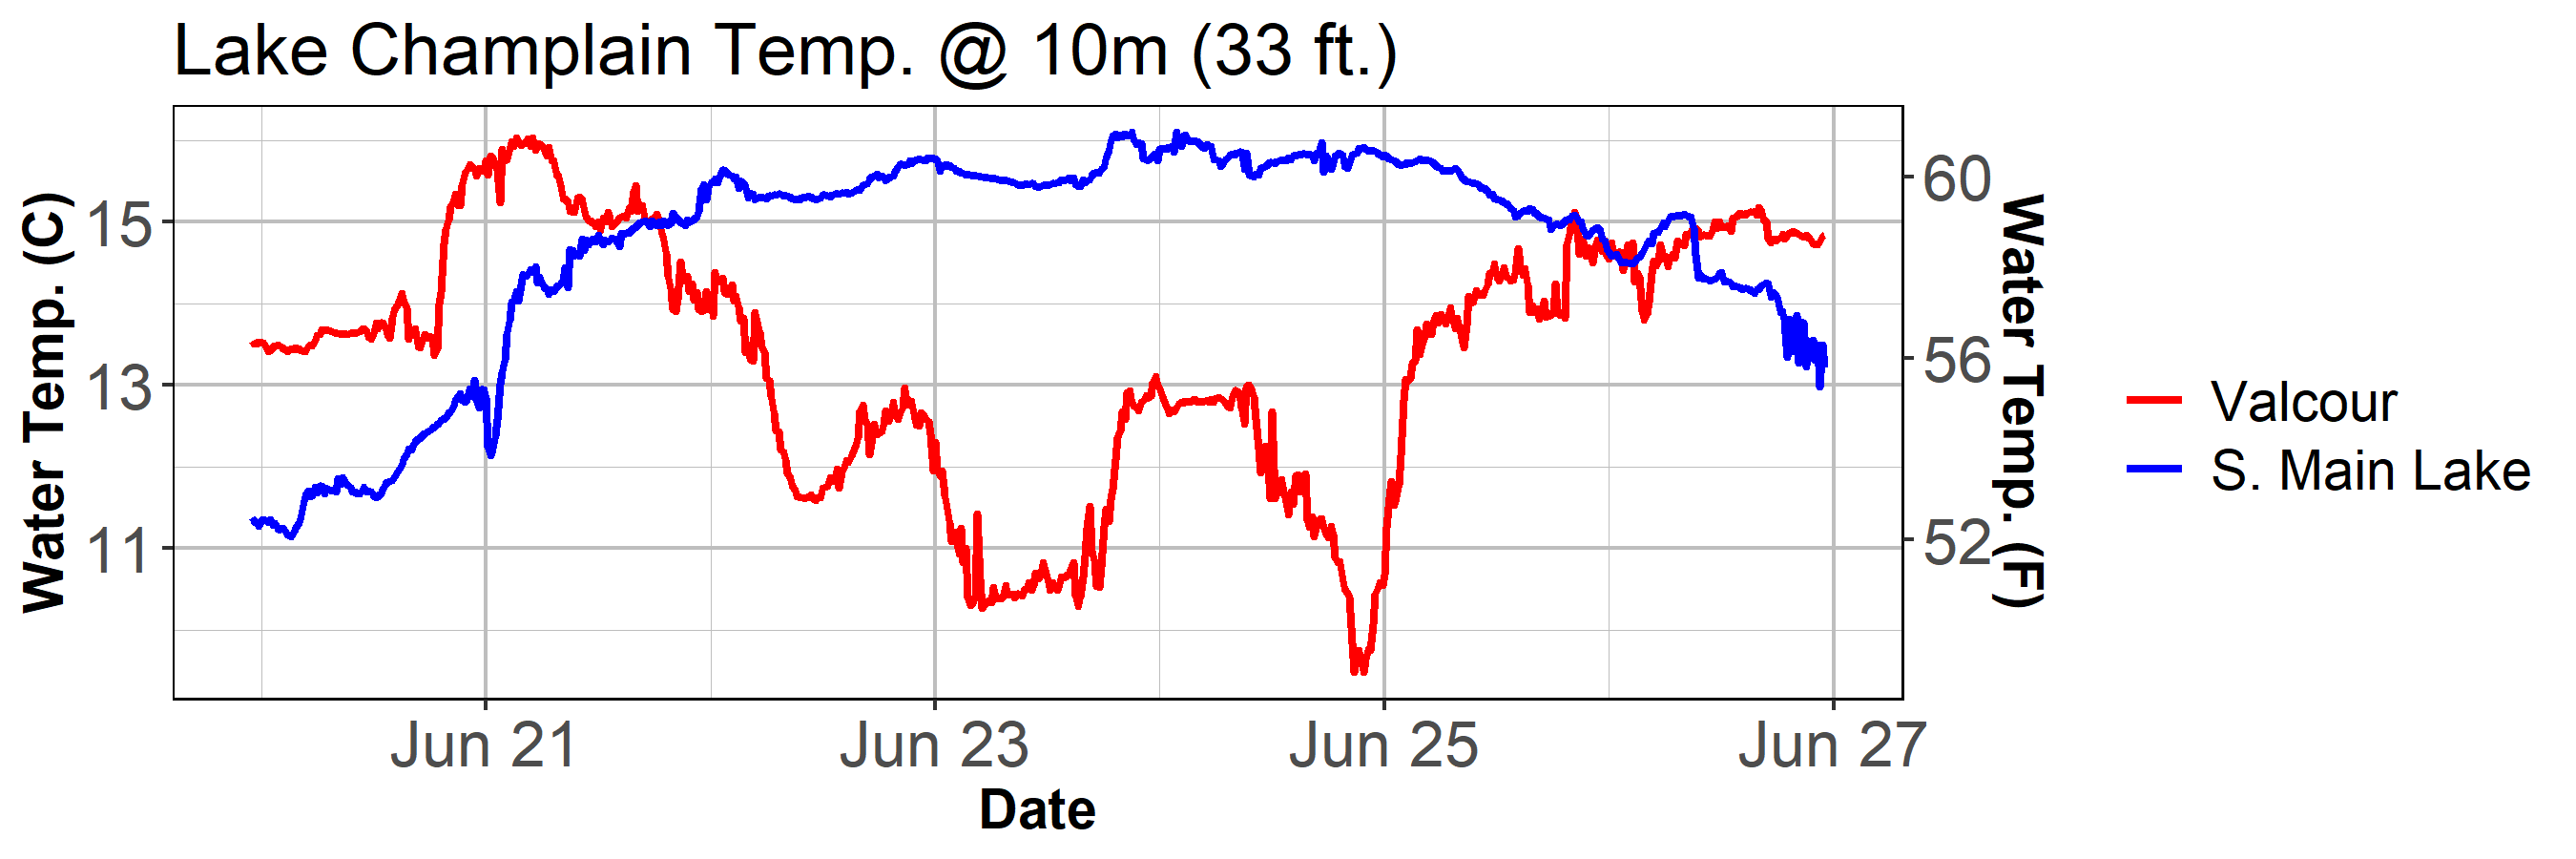 Lake Champlain Temp. @ 10m (33 ft.)
Water Temp. (C)
15
13
11
60
56
52
Water Temp. (F)
Jun 21
Jun 23
Jun 25
Jun 27
Date
Valcour
S. Main Lake